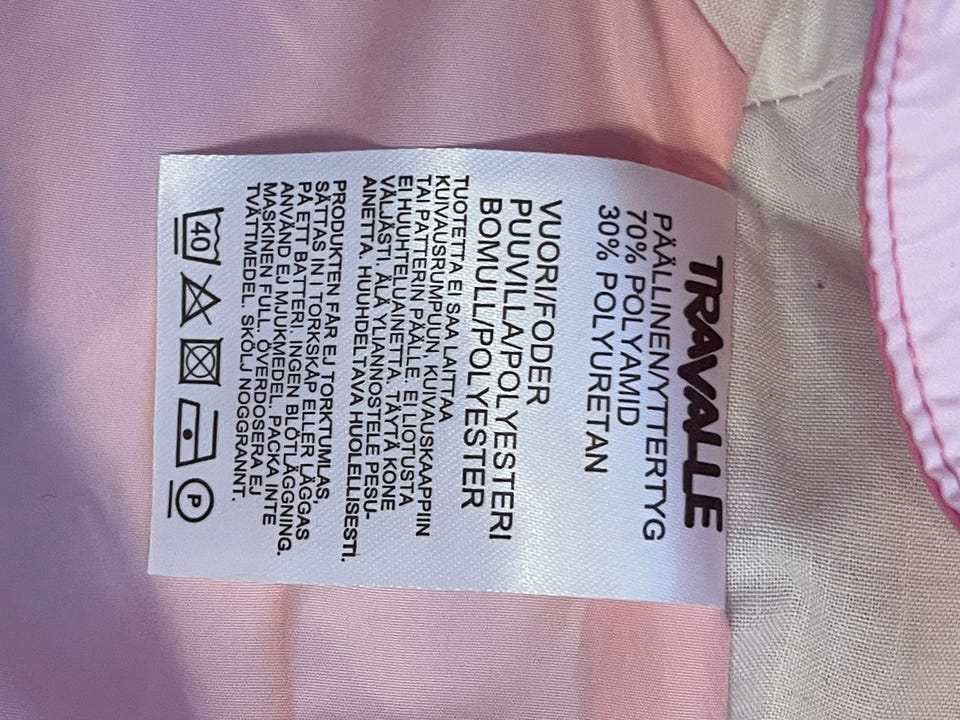 TRAVALLE
PÄÄLLINEN/YTTERTYG
70% POLYAMID
30% POLYURETAN
VUORI/FODER
PUUVILLA/POLYESTERI
BOMULL/POLYESTER
TUOTETTA EI SAA LAITTAA
KUIVAUSRUMPUUN, KUIVAUSKAAPPIIN
TAI PATTERIN PÄÄLLE. EI LIOTUSTA
EI HUUHTELUAINETTA. TÄYTÄ KONE
VÄLJÄSTI. ÄLÄ YLIANNOSTELE PESU-
AINETTA. HUUHDELTAVA HUOLELLISESTI.
PRODUKTEN FÅR EJ TORKTUMLAS,
SÄTTAS IN I TORKSKÅP ELLER LÄGGAS
PÅ ETT BATTERI. INGEN BLÖTLÄGGNING.
ANVÄND EJ MJUKMEDEL. PACKA INTE
MASKINEN FULL. ÖVERDOSERA EJ
TVÄTTMEDEL. SKÖLJ NOGGRANNT.
40 P